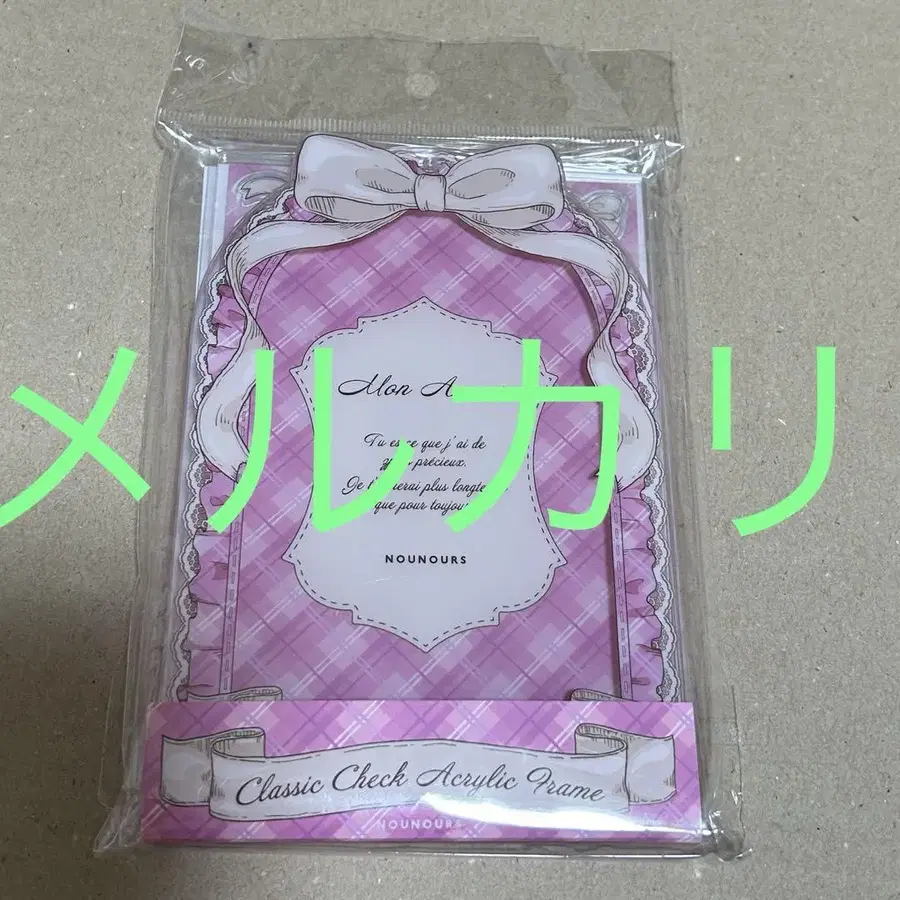 メルカリ
Mon A
Tu es ce que j'ai de
précieux.
Je t' plus longte
que pour toujou
NOUNOURS
Classic Check Acrylic Frame
NOUNOURS